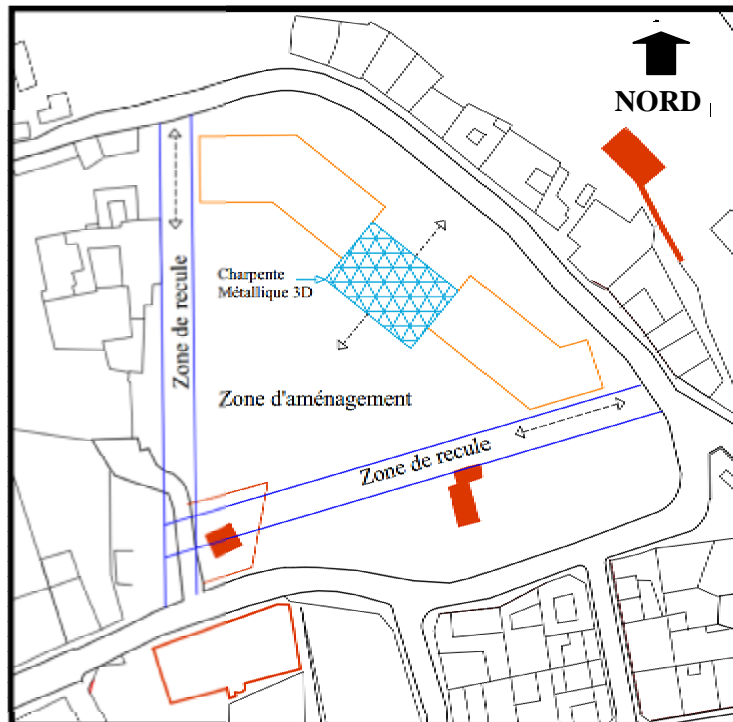 NORD
Zone de recule
Charpente
Métallique 3D
Zone d'aménagement
Zone de recule